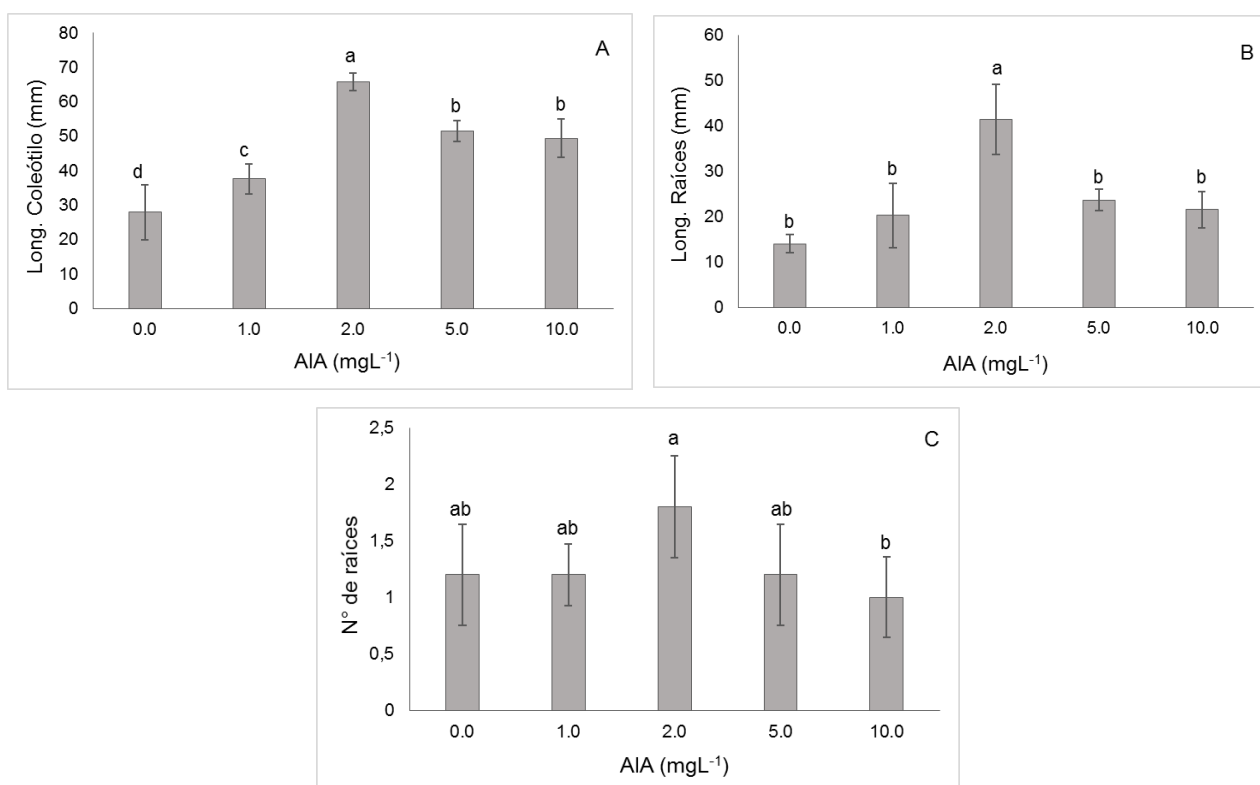 A
Long. Coleótilo (mm)
80
70
60
50
40
30
20
10
0
d
c
a
b
b
0.0 1.0 2.0 5.0 10.0
AIA (mgL⁻¹)
B
Long. Raíces (mm)
60
50
40
30
20
10
0
b
b
a
b
b
0.0 1.0 2.0 5.0 10.0
AIA (mgL⁻¹)
C
N° de raíces
2,5
2
1,5
1
0,5
0
ab
ab
a
ab
b
0.0 1.0 2.0 5.0 10.0
AIA (mgL⁻¹)